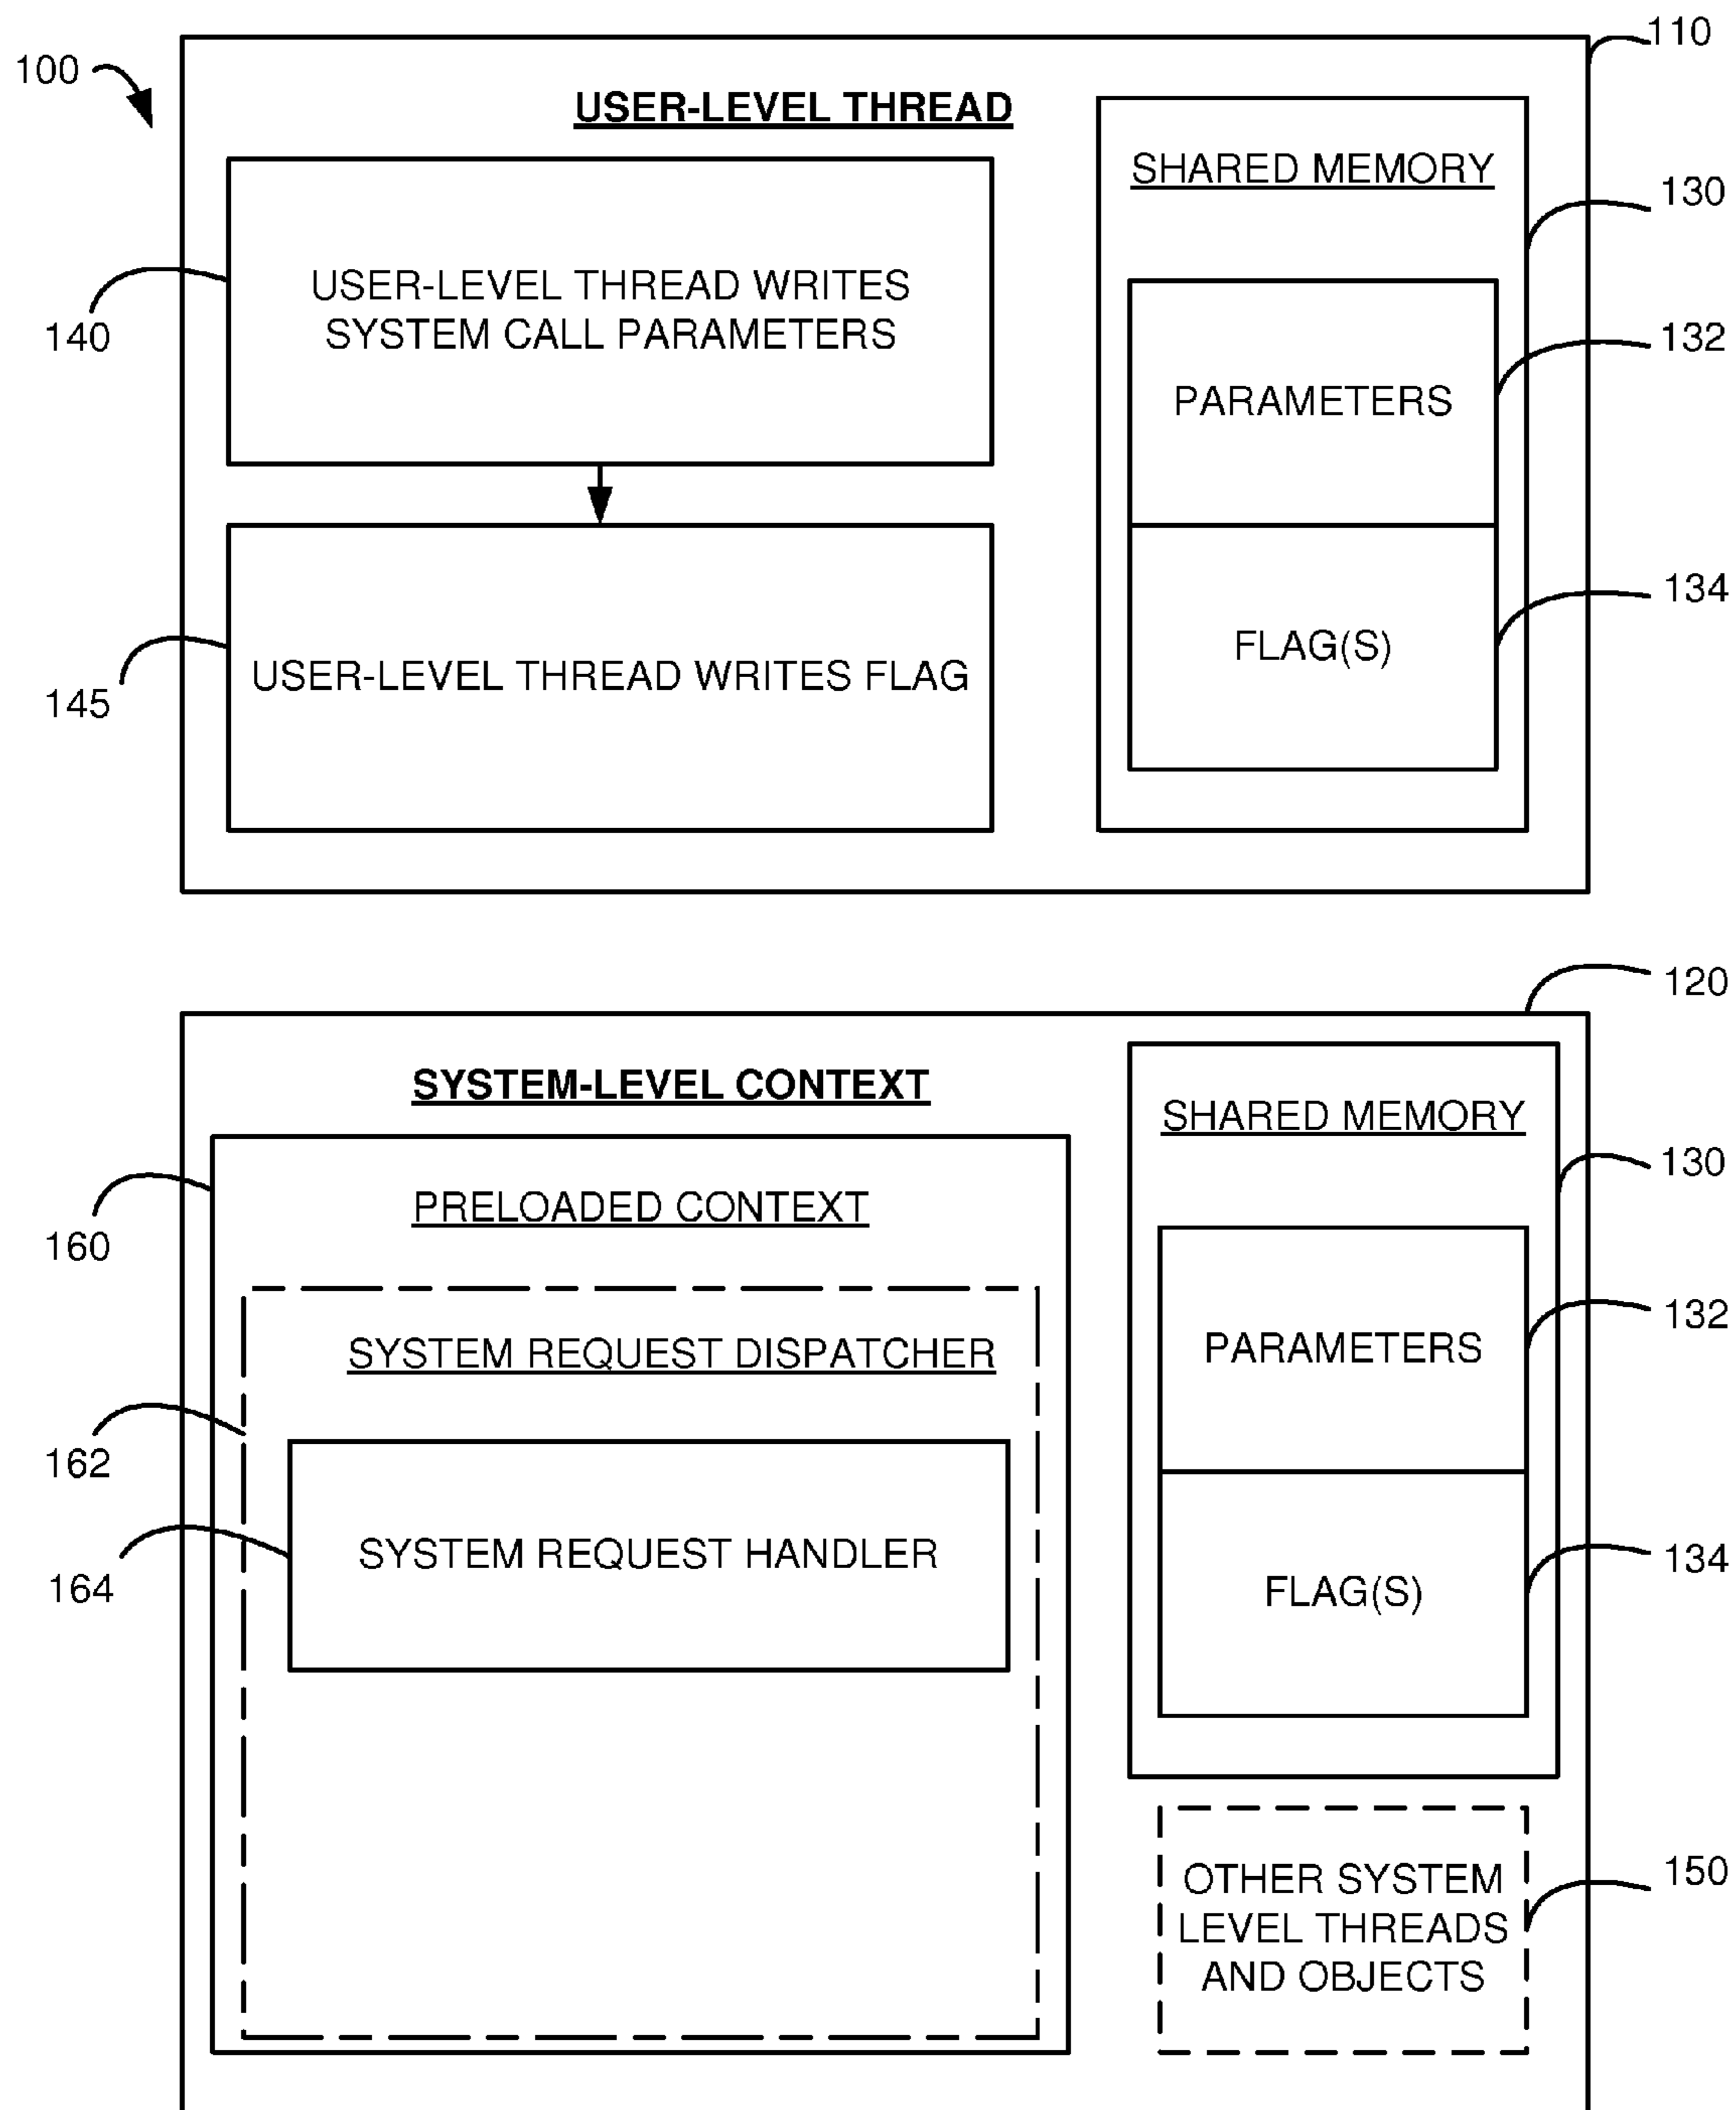 100
110
USER-LEVEL THREAD
SHARED MEMORY
130
USER-LEVEL THREAD WRITES
SYSTEM CALL PARAMETERS
140
132
PARAMETERS
134
FLAG(S)
USER-LEVEL THREAD WRITES FLAG
145
120
SYSTEM-LEVEL CONTEXT
SHARED MEMORY
130
PRELOADED CONTEXT
160
132
SYSTEM REQUEST DISPATCHER
PARAMETERS
162
SYSTEM REQUEST HANDLER
134
164
FLAG(S)
150
OTHER SYSTEM
LEVEL THREADS
AND OBJECTS